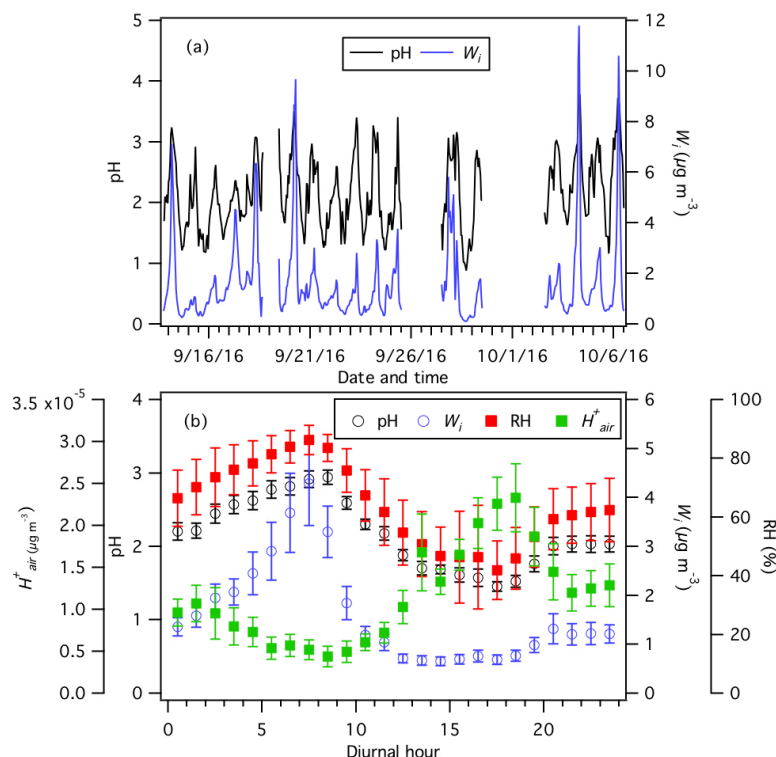 (a)
pH
Wi
5
4
3
2
1
0
pH
12
10
8
6
4
2
0
Wi (μg m-3)
9/16/16
9/21/16
9/26/16
10/1/16
10/6/16
Date and time
(b)
pH
Wi
RH
H+air
3.5 x10-5
3.0
2.5
2.0
1.5
1.0
0.5
0.0
H+air (μg m-3)
4
3
2
1
0
pH
6
5
4
3
2
1
0
Wi (μg m-3)
100
80
60
40
20
0
RH (%)
0
5
10
15
20
Diurnal hour